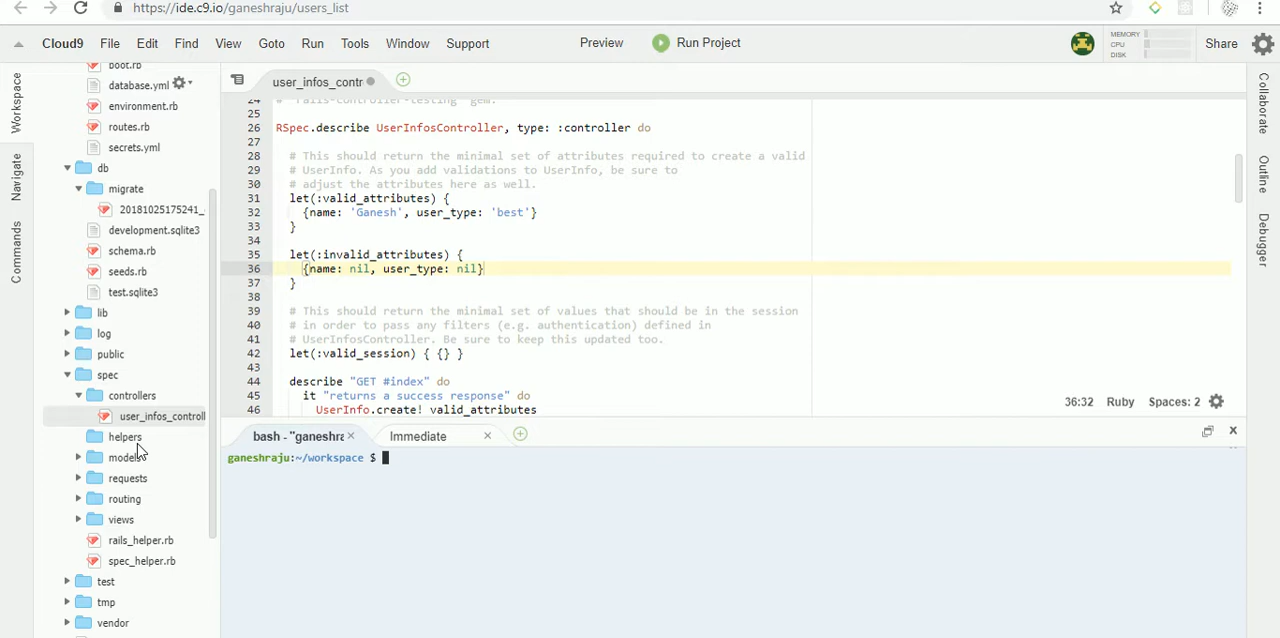 https://ide.c9.io/ganeshraju/users_list
Cloud9 File Edit Find View Goto Run Tools Window Support Preview Run Project MEMORY CPU DISK Share
Workspace
Navigate
Commands
boot.rb
database.yml
environment.rb
routes.rb
secrets.yml
db
migrate
20181025175241_
development.sqlite3
schema.rb
seeds.rb
test.sqlite3
lib
log
public
spec
controllers
user_infos_controll
helpers
models
requests
routing
views
rails_helper.rb
spec_helper.rb
test
tmp
vendor
user_infos_contr
24 # `rails-controller-testing` gem.
25
26 RSpec.describe UserInfosController, type: :controller do
27
28 # This should return the minimal set of attributes required to create a valid
29 # UserInfo. As you add validations to UserInfo, be sure to
30 # adjust the attributes here as well.
31 let(:valid_attributes) {
32 {name: 'Ganesh', user_type: 'best'}
33 }
34
35 let(:invalid_attributes) {
36 {name: nil, user_type: nil}
37 }
38
39 # This should return the minimal set of values that should be in the session
40 # in order to pass any filters (e.g. authentication) defined in
41 # UserInfosController. Be sure to keep this updated too.
42 let(:valid_session) { {} }
43
44 describe "GET #index" do
45 it "returns a success response" do
46 UserInfo.create! valid_attributes
36:32 Ruby Spaces: 2
bash - "ganeshra Immediate
ganeshraju:~/workspace $
Collaborate
Outline
Debugger